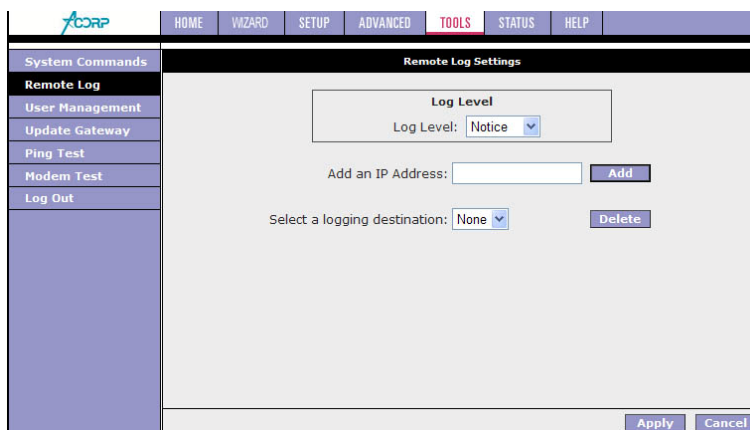 ACORP
HOME WIZARD SETUP ADVANCED TOOLS STATUS HELP
System Commands
Remote Log
User Management
Update Gateway
Ping Test
Modem Test
Log Out
Remote Log Settings
Log Level
Log Level: Notice
Add an IP Address: Add
Select a logging destination: None Delete
Apply Cancel